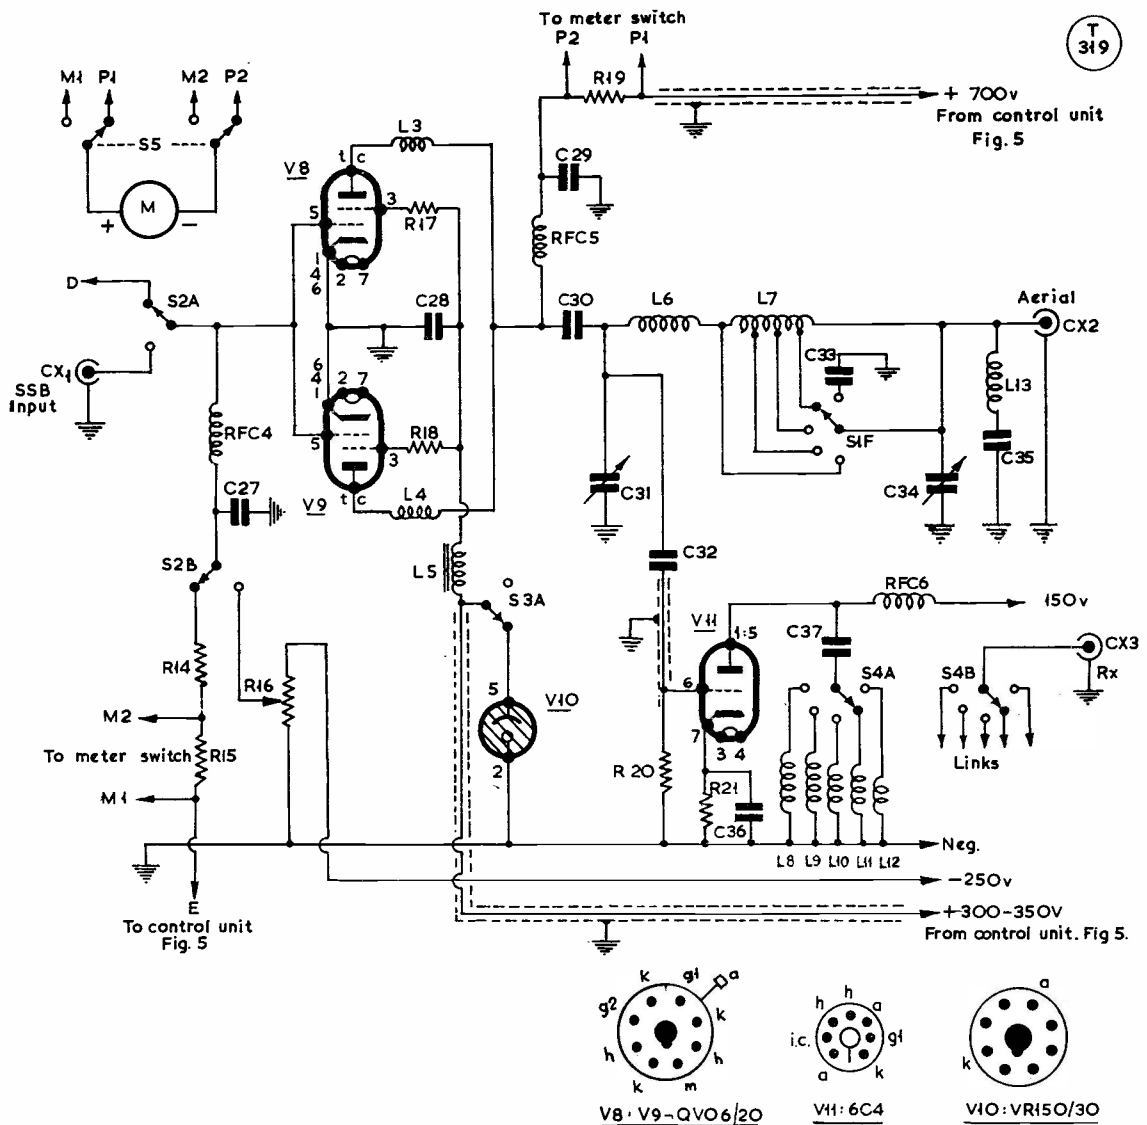 To meter switch
P2 P1
T
319
M1 P1 M2 P2
R19
+ 700v
From control unit
Fig. 5
S5
L3
t c
C29
V8
3
5
R17
M
+ −
RFC5
1
4
6
2 7
D
S2A
C28
C30
L6
L7
Aerial
CX2
CX1
SSB
Input
6
4
1
2 7
C33
L13
RFC4
5
R18
3
S1F
C35
C27
V9
t c
L4
C31
C34
S2B
L5
C32
S3A
RFC6
150v
V11
1:5
C37
CX3
Rx
R14
R16
5
V10
6
S4A
S4B
M2
7
3 4
Links
To meter switch
R15
2
R20
R21
M1
C36
Neg.
L8 L9 L10 L11 L12
−250v
E
To control unit
Fig. 5
+300-350V
From control unit. Fig 5.
k g1 a
g2 k
h h
k m
h h a
i.c. g1
a k
a
k
V8 · V9-QV06/20
V11: 6C4
V10: VR150/30